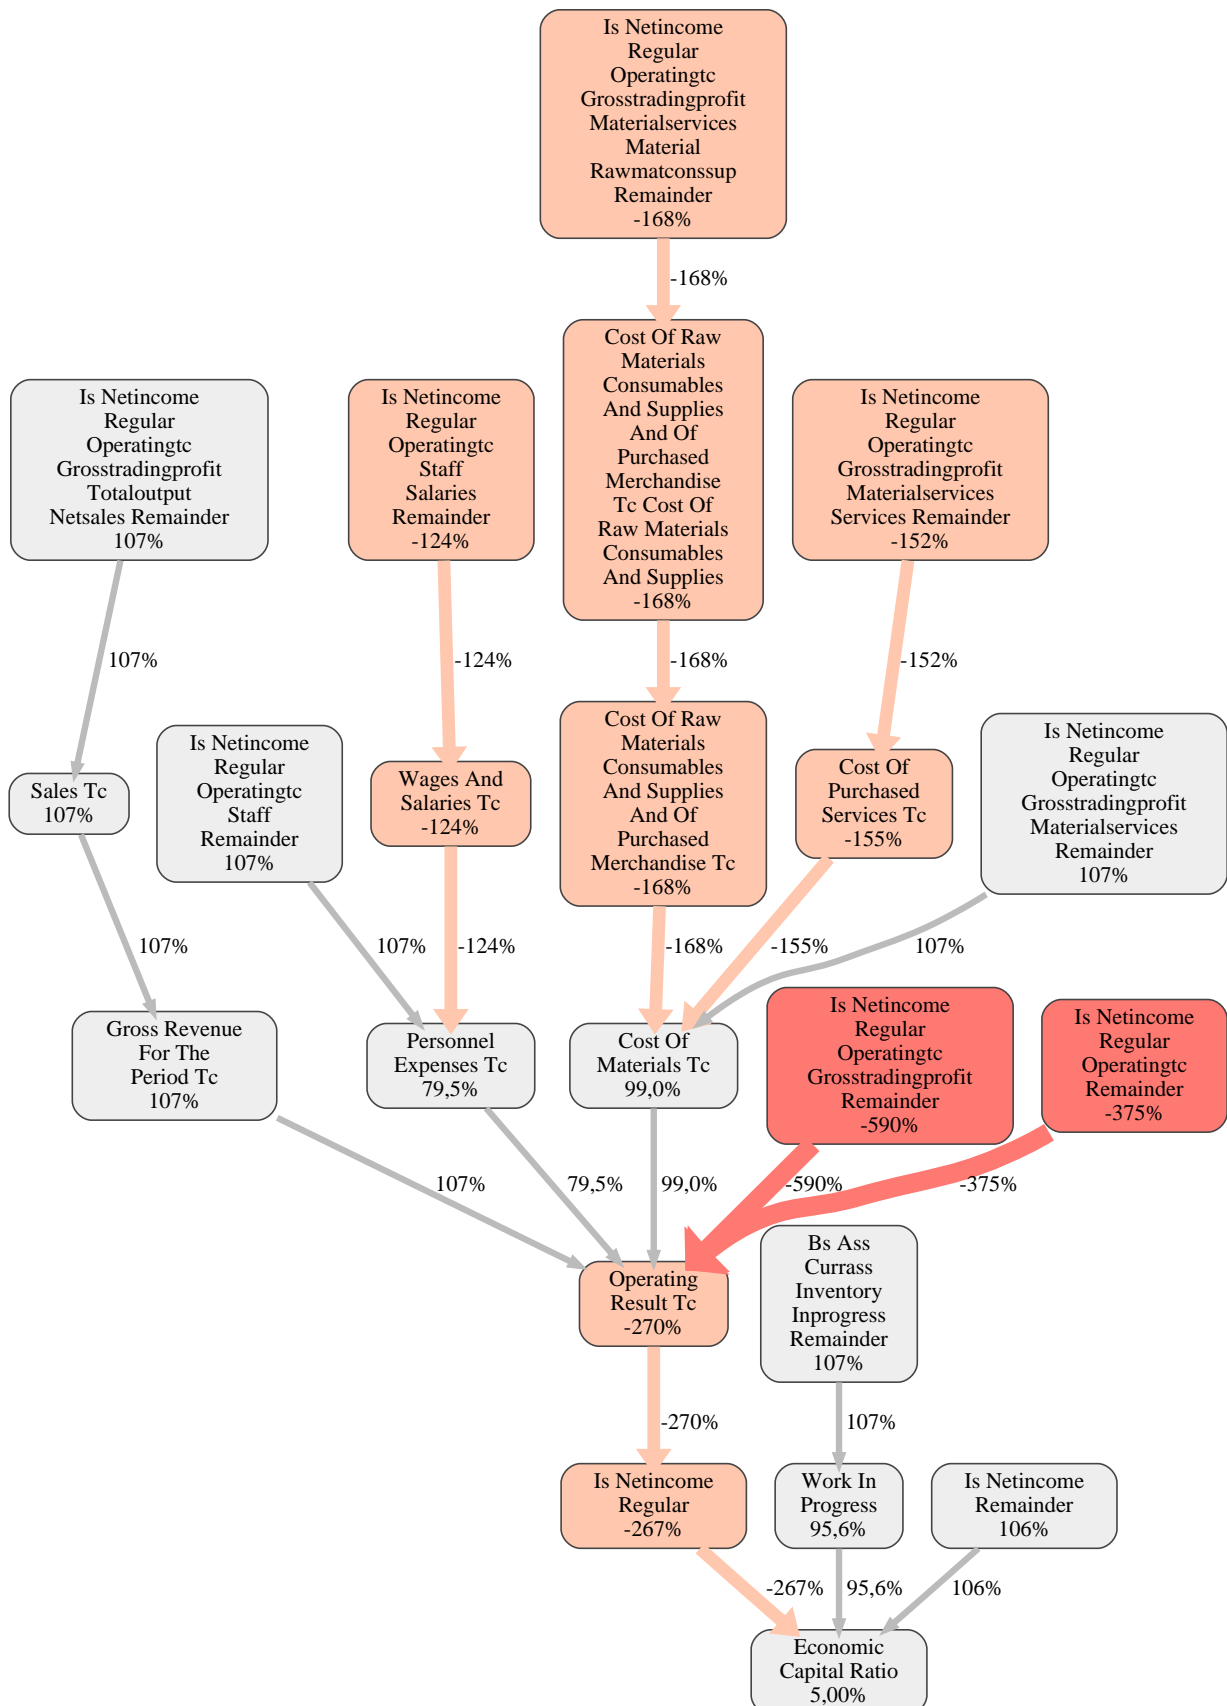 Is Netincome
Regular
Operatingtc
Grosstradingprofit
Materialservices
Material
Rawmatconssup
Remainder
-168%
-168%
Is Netincome
Regular
Operatingtc
Grosstradingprofit
Totaloutput
Netsales Remainder
107%
Is Netincome
Regular
Operatingtc
Staff
Salaries
Remainder
-124%
Cost Of Raw
Materials
Consumables
And Supplies
And Of
Purchased
Merchandise
Tc Cost Of
Raw Materials
Consumables
And Supplies
-168%
Is Netincome
Regular
Operatingtc
Grosstradingprofit
Materialservices
Services Remainder
-152%
107%
-124%
-168%
-152%
Sales Tc
107%
Is Netincome
Regular
Operatingtc
Staff
Remainder
107%
Wages And
Salaries Tc
-124%
Cost Of Raw
Materials
Consumables
And Supplies
And Of
Purchased
Merchandise Tc
-168%
Cost Of
Purchased
Services Tc
-155%
Is Netincome
Regular
Operatingtc
Grosstradingprofit
Materialservices
Remainder
107%
107%
107%
-124%
-168%
-155%
107%
Gross Revenue
For The
Period Tc
107%
Personnel
Expenses Tc
79,5%
Cost Of
Materials Tc
99,0%
Is Netincome
Regular
Operatingtc
Grosstradingprofit
Remainder
-590%
Is Netincome
Regular
Operatingtc
Remainder
-375%
107%
79,5%
99,0%
-590%
-375%
Operating
Result Tc
-270%
Bs Ass
Currass
Inventory
Inprogress
Remainder
107%
-270%
107%
Is Netincome
Regular
-267%
Work In
Progress
95,6%
Is Netincome
Remainder
106%
-267%
95,6%
106%
Economic
Capital Ratio
5,00%